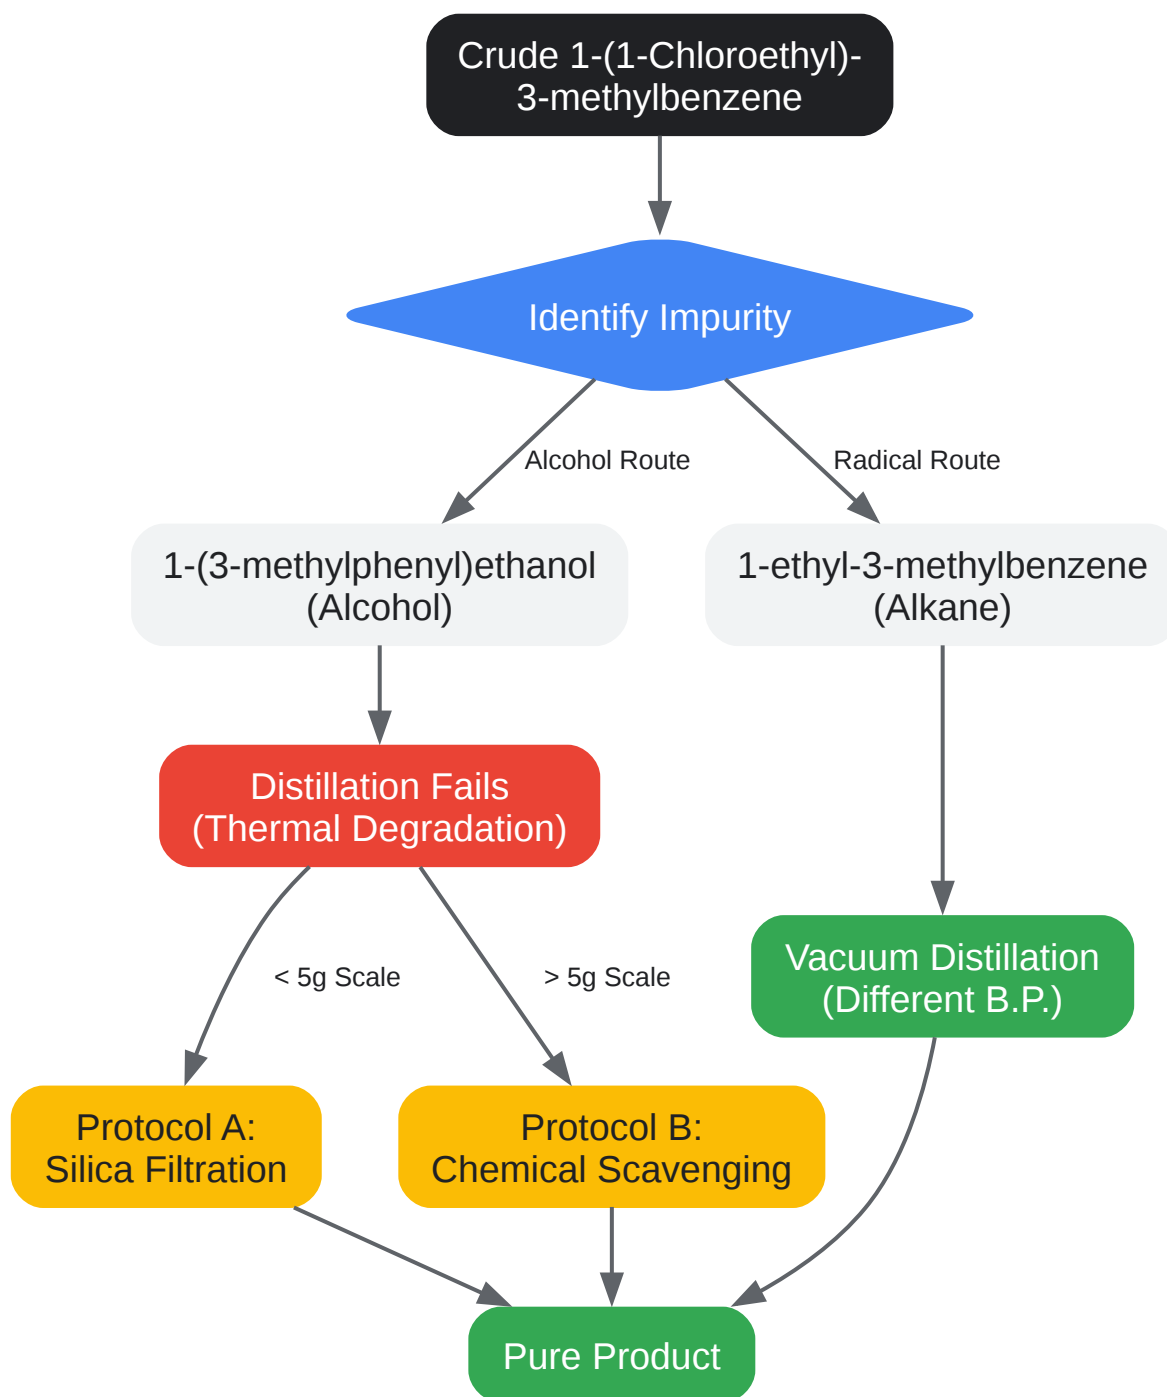 Crude 1-(1-Chloroethyl)-
3-methylbenzene
Identify Impurity
Alcohol Route
Radical Route
1-(3-methylphenyl)ethanol
(Alcohol)
1-ethyl-3-methylbenzene
(Alkane)
Distillation Fails
(Thermal Degradation)
Vacuum Distillation
(Different B.P.)
< 5g Scale
> 5g Scale
Protocol A:
Silica Filtration
Protocol B:
Chemical Scavenging
Pure Product